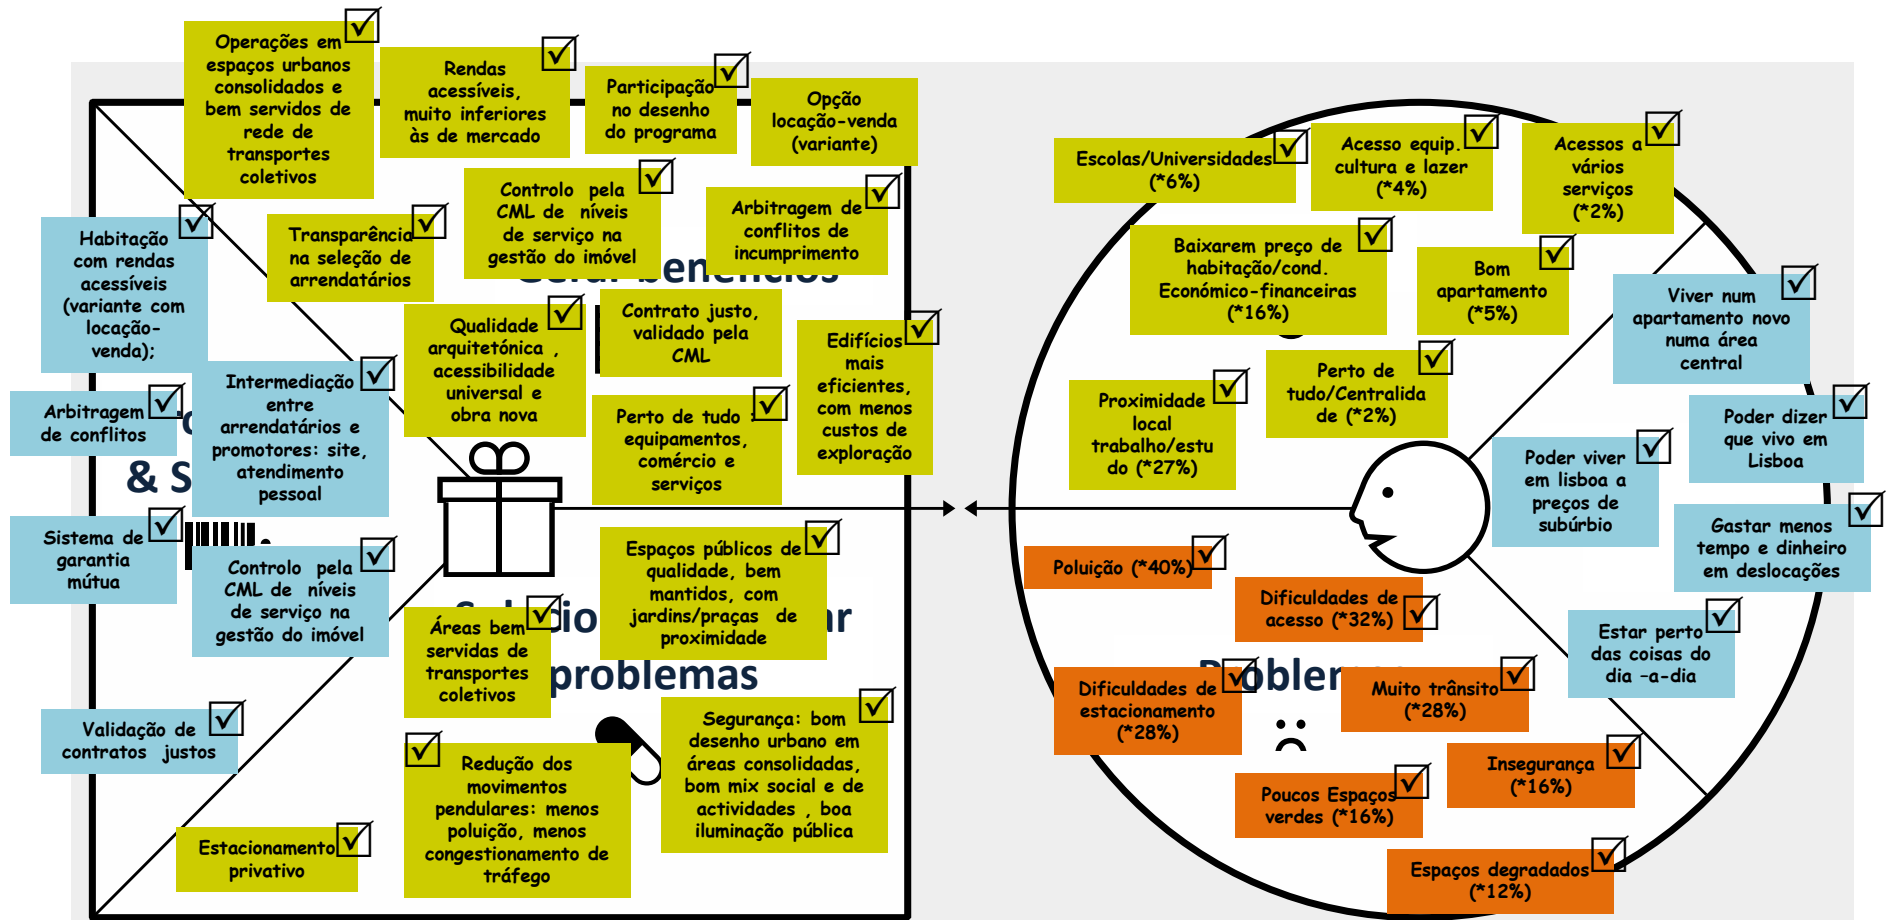 Operações em
espaços urbanos
consolidados e
bem servidos de
rede de
transportes
coletivos
Rendas
acessíveis,
muito inferiores
às de mercado
Participação
no desenho
do programa
Opção
locação-venda
(variante)
Habitação
com rendas
acessíveis
(variante com
locação-
venda);
Transparência
na seleção de
arrendatários
Controlo pela
CML de níveis
de serviço na
gestão do imóvel
Arbitragem de
conflitos de
incumprimento
benefícios
Qualidade
arquitetónica ,
acessibilidade
universal e
obra nova
Contrato justo,
validado pela
CML
Edifícios
mais
eficientes,
com menos
custos de
exploração
Arbitragem
de conflitos
Intermediação
entre
arrendatários e
promotores: site,
atendimento
pessoal
& S
Perto de tudo :
equipamentos,
comércio e
serviços
Sistema de
garantia
mútua
Controlo pela
CML de níveis
de serviço na
gestão do imóvel
Espaços públicos de
qualidade, bem
mantidos, com
jardins/praças de
proximidade
Áreas bem
servidas de
transportes
coletivos
problemas
Validação de
contratos justos
Redução dos
movimentos
pendulares: menos
poluição, menos
congestionamento de
tráfego
Segurança: bom
desenho urbano em
áreas consolidadas,
bom mix social e de
actividades , boa
iluminação pública
Estacionamento
privativo
Escolas/Universidades
(*6%)
Acesso equip.
cultura e lazer
(*4%)
Acessos a
vários
serviços
(*2%)
Baixarem preço de
habitação/cond.
Económico-financeiras
(*16%)
Bom
apartamento
(*5%)
Viver num
apartamento novo
numa área
central
Proximidade
local
trabalho/estu
do (*27%)
Perto de
tudo/Centralida
de (*2%)
Poder dizer
que vivo em
Lisboa
Poder viver
em lisboa a
preços de
subúrbio
Gastar menos
tempo e dinheiro
em deslocações
Poluição (*40%)
Dificuldades de
acesso (*32%)
Estar perto
das coisas do
dia –a-dia
Problemas
Dificuldades de
estacionamento
(*28%)
Muito trânsito
(*28%)
Insegurança
(*16%)
Poucos Espaços
verdes (*16%)
Espaços degradados
(*12%)